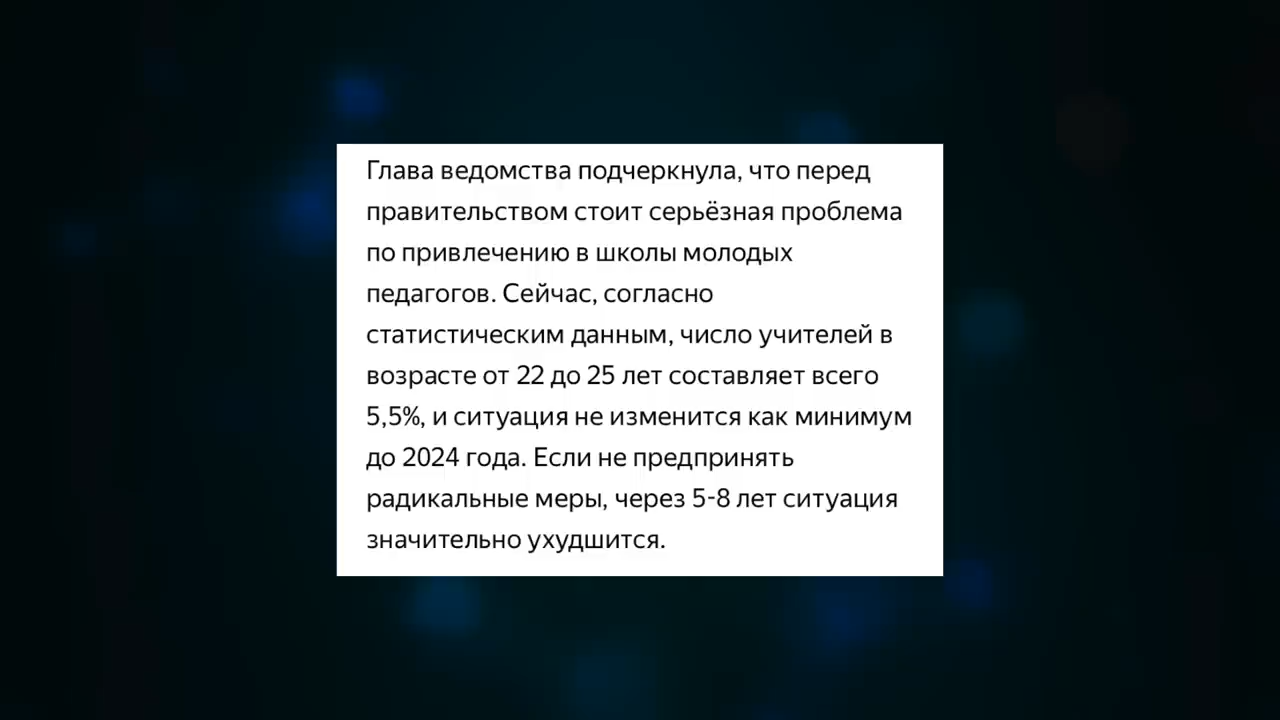 Глава ведомства подчеркнула, что перед
правительством стоит серьёзная проблема
по привлечению в школы молодых
педагогов. Сейчас, согласно
статистическим данным, число учителей в
возрасте от 22 до 25 лет составляет всего
5,5%, и ситуация не изменится как минимум
до 2024 года. Если не предпринять
радикальные меры, через 5-8 лет ситуация
значительно ухудшится.